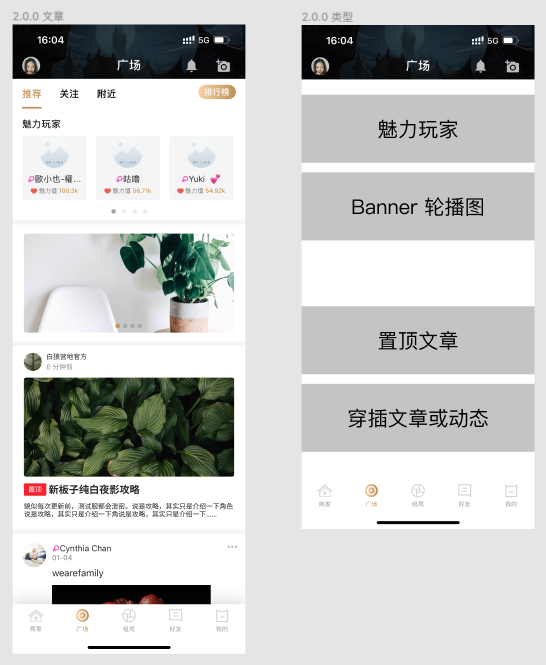 2.0.0 文章
16:04
5G
广场
推荐
关注
附近
排行榜
魅力玩家
歐小也-欋...
魅力值 100.3k
咕噜
魅力值 56.71k
Yuki
魅力值 54.92k
白狼营地官方
6 分钟前
置顶 新板子纯白夜影攻略
貌似每次更新前，测试服都会泄密。说是攻略，其实只是介绍一下角色
说是攻略，其实只是介绍一下角说是攻略，其实只是介绍一下......
Cynthia Chan
01-04
wearefamily
商家
广场
组局
好友
我的
2.0.0 类型
16:04
5G
广场
魅力玩家
Banner 轮播图
置顶文章
穿插文章或动态
商家
广场
组局
好友
我的